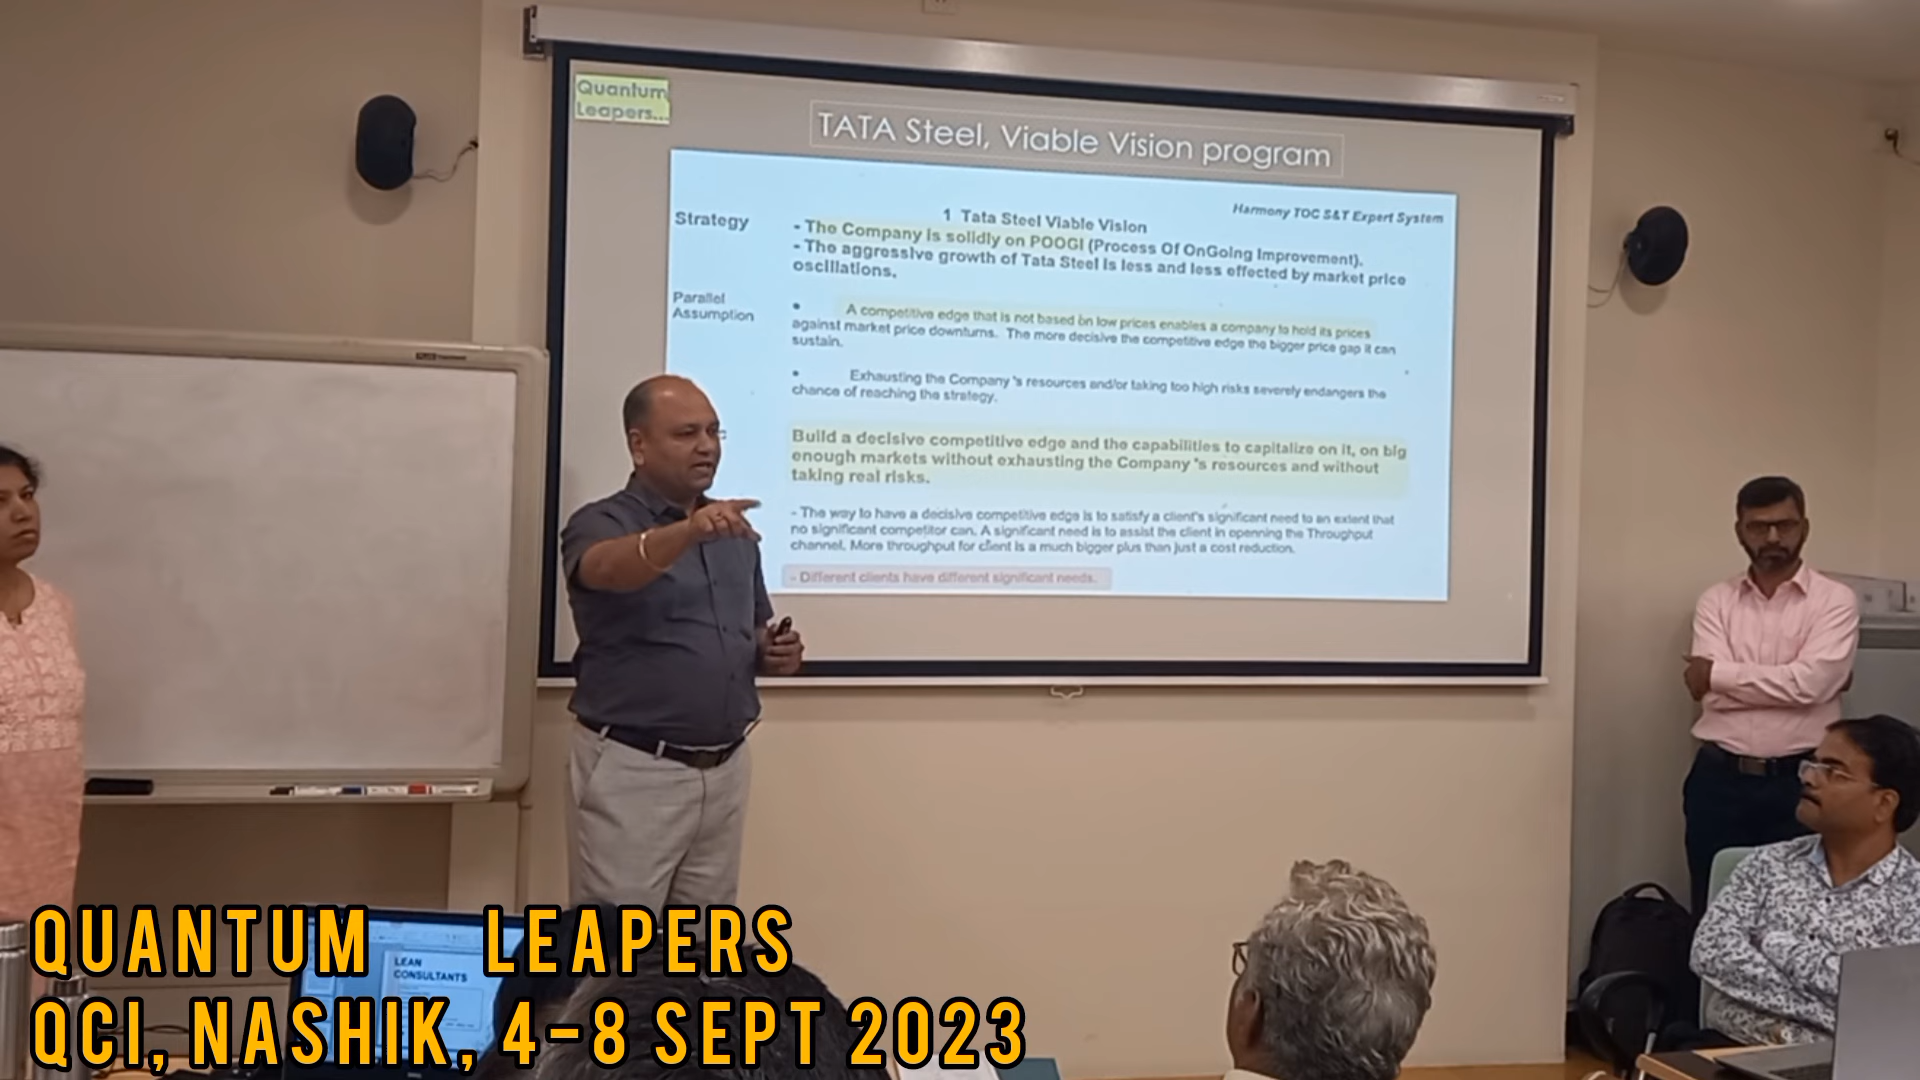 Quantum
Leapers...
TATA Steel, Viable Vision program
Harmony TOC S&T Expert System
1 Tata Steel Viable Vision
Strategy
- The Company is solidly on POOGI (Process Of OnGoing Improvement).
- The aggressive growth of Tata Steel is less and less effected by market price
oscillations.
Parallel
Assumption
• A competitive edge that is not based on low prices enables a company to hold its prices
against market price downturns. The more decisive the competitive edge the bigger price gap it can
sustain.
• Exhausting the Company 's resources and/or taking too high risks severely endangers the
chance of reaching the strategy.
Build a decisive competitive edge and the capabilities to capitalize on it, on big
enough markets without exhausting the Company 's resources and without
taking real risks.
- The way to have a decisive competitive edge is to satisfy a client's significant need to an extent that
no significant competitor can. A significant need is to assist the client in openning the Throughput
channel. More throughput for client is a much bigger plus than just a cost reduction.
- Different clients have different significant needs.
LEAN
CONSULTANTS
QUANTUM LEAPERS
QCI, NASHIK, 4-8 SEPT 2023